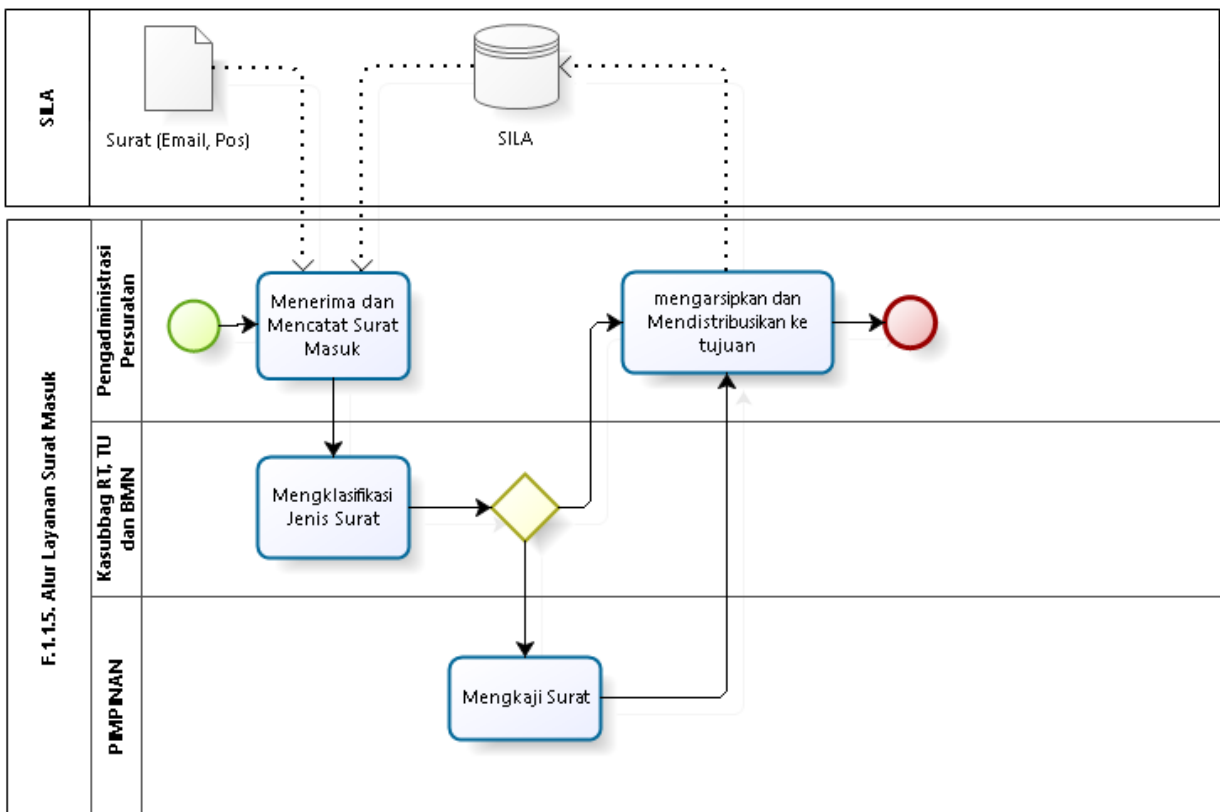 SILA
Surat (Email, Pos)
SILA
F.1.1.5. Alur Layanan Surat Masuk
Pengadministrasi
Persuratan
Menerima dan
Mencatat Surat
Masuk
mengarsipkan dan
Mendistribusikan ke
tujuan
Kasubbag RT, TU
dan BMN
Mengklasifikasi
Jenis Surat
PIMPINAN
Mengkaji Surat